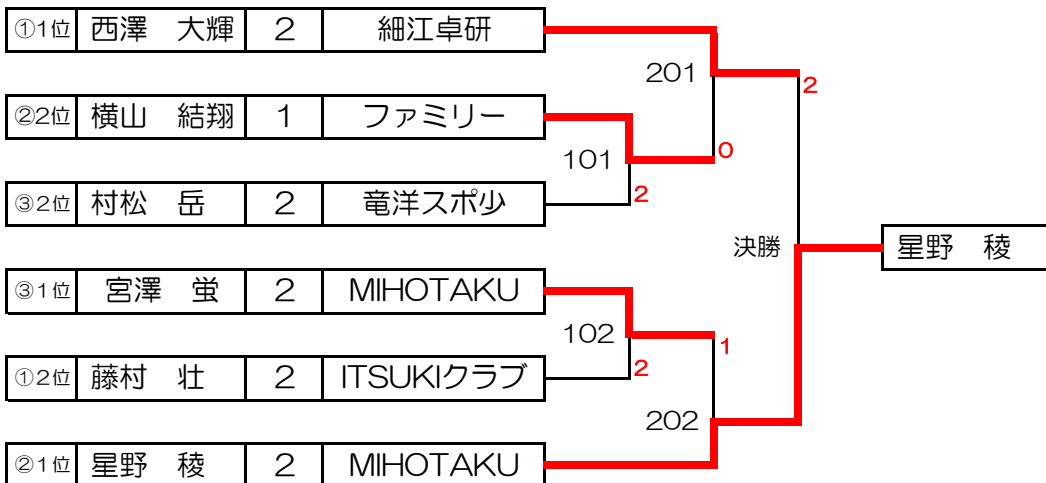 ①1位 西澤 大輝 2 細江卓研
201
2
②2位 横山 結翔 1 ファミリー
101
0
③2位 村松 岳 2 竜洋スポ少
2
決勝 星野 稜
③1位 宮澤 蛍 2 MIHOTAKU
102
1
①2位 藤村 壮 2 ITSUKIクラブ
2
202
②1位 星野 稜 2 MIHOTAKU